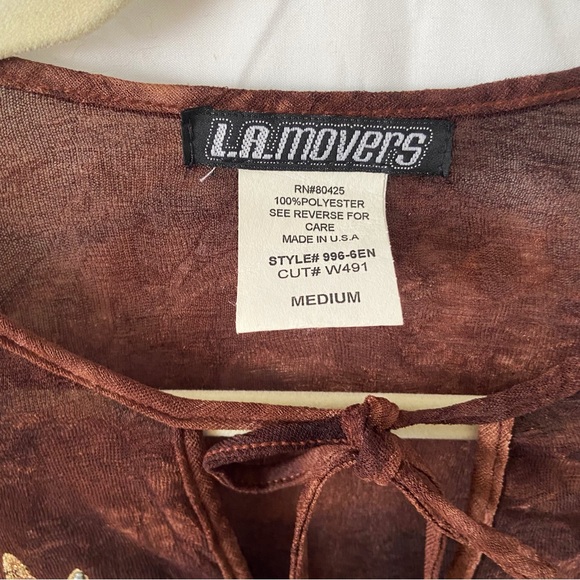 L.A.movers
RN#80425
100%POLYESTER
SEE REVERSE FOR
CARE
MADE IN U.S.A
STYLE# 996-6EN
CUT# W491
MEDIUM